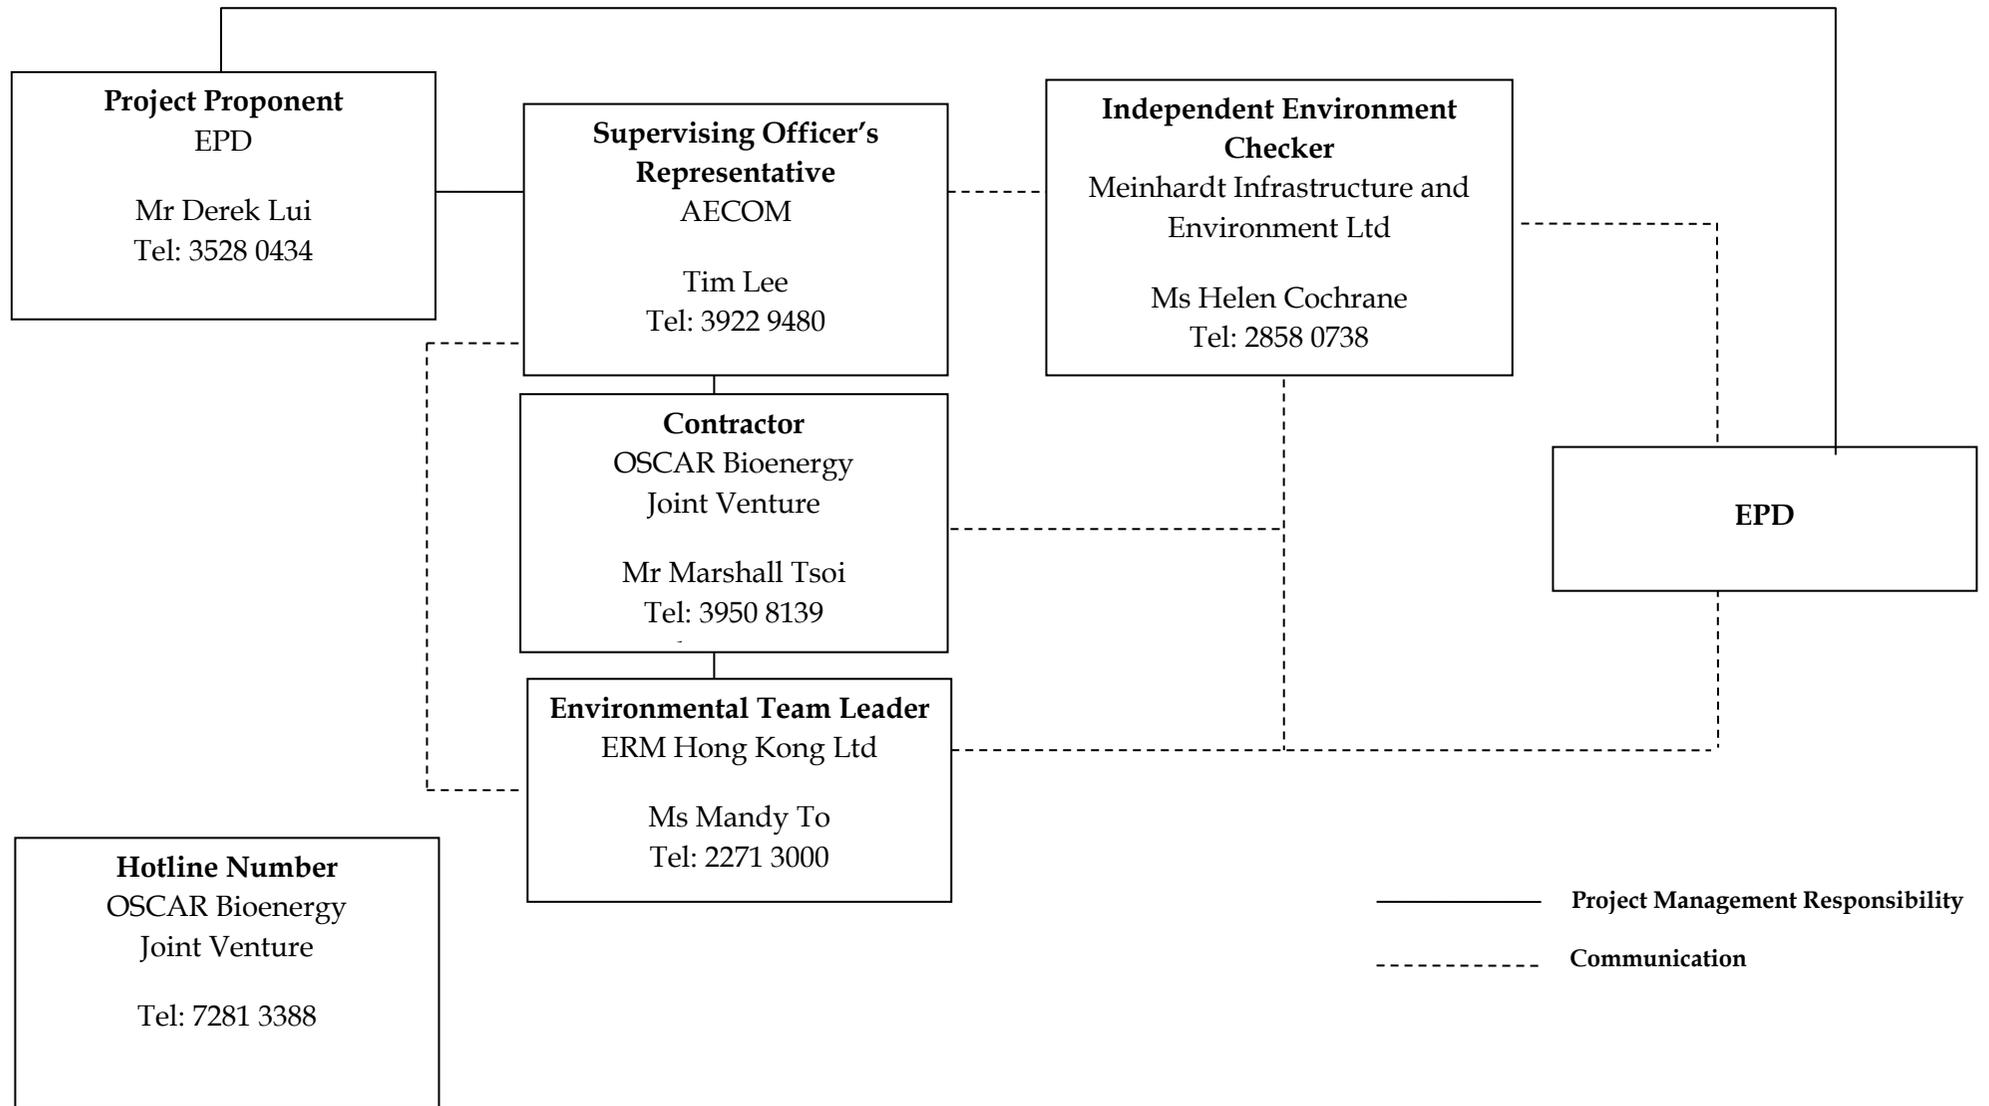 Project Proponent
EPD
Mr Derek Lui
Tel: 3528 0434
Supervising Officer’s
Representative
AECOM
Tim Lee
Tel: 3922 9480
Independent Environment
Checker
Meinhardt Infrastructure and
Environment Ltd
Ms Helen Cochrane
Tel: 2858 0738
Contractor
OSCAR Bioenergy
Joint Venture
Mr Marshall Tsoi
Tel: 3950 8139
EPD
Environmental Team Leader
ERM Hong Kong Ltd
Ms Mandy To
Tel: 2271 3000
Hotline Number
OSCAR Bioenergy
Joint Venture
Tel: 7281 3388
Project Management Responsibility
Communication